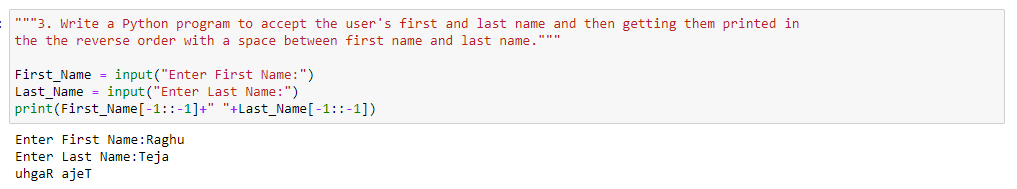 """3. Write a Python program to accept the user's first and last name and then getting them printed in
the the reverse order with a space between first name and last name."""
First_Name = input("Enter First Name:")
Last_Name = input("Enter Last Name:")
print(First_Name[-1::-1]+" "+Last_Name[-1::-1])
Enter First Name:Raghu
Enter Last Name:Teja
uhgaR ajeT